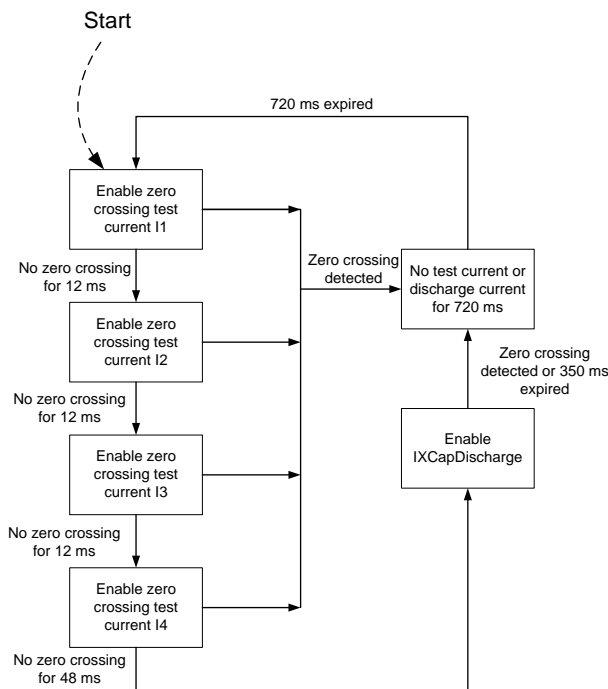 Start
720 ms expired
Enable zero
crossing test
current I1
No zero crossing
for 12 ms
Zero crossing
detected
No test current or
discharge current
for 720 ms
Enable zero
crossing test
current I2
No zero crossing
for 12 ms
Zero crossing
detected or 350 ms
expired
Enable zero
crossing test
current I3
Enable
IXCapDischarge
No zero crossing
for 12 ms
Enable zero
crossing test
current I4
No zero crossing
for 48 ms